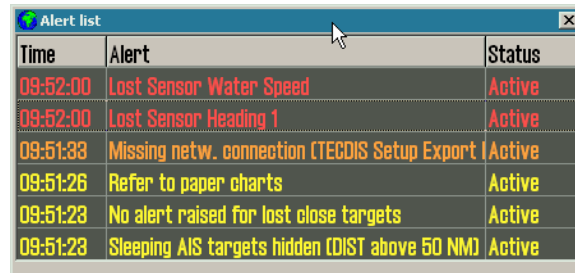 Alert list
Time Alert Status
09:52:00 Lost Sensor Water Speed Active
09:52:00 Lost Sensor Heading 1 Active
09:51:33 Missing netw. connection (TECDIS Setup Export Active
09:51:26 Refer to paper charts Active
09:51:23 No alert raised for lost close targets Active
09:51:23 Sleeping AIS targets hidden (DIST above 50 NM) Active